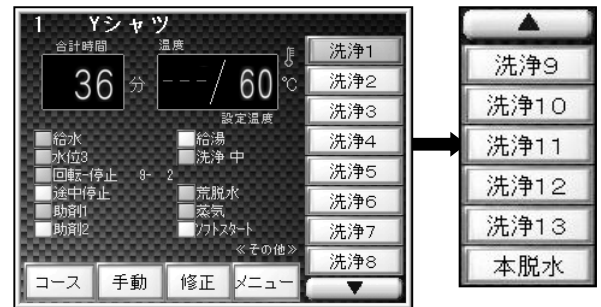 1 Yシャツ
合計時間 温度
36 分 ---/60 ℃
設定温度
給水 給湯
水位3 洗浄 中
回転-停止 9- 2
途中停止 荒脱水
助剤1 蒸気
助剤2 ソフトスタート
≪その他≫
コース 手動 修正 メニュー
洗浄1
洗浄2
洗浄3
洗浄4
洗浄5
洗浄6
洗浄7
洗浄8
▼
▲
洗浄9
洗浄10
洗浄11
洗浄12
洗浄13
本脱水